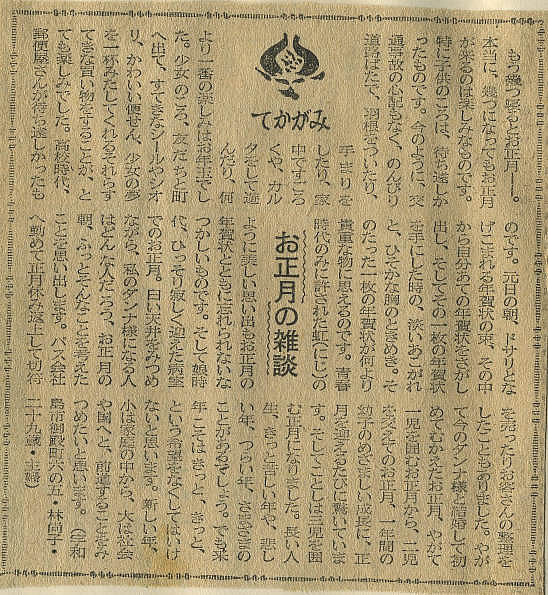 てかがみ
お正月の雑談
もう幾つ寝るとお正月――。
本当に、幾つになってもお正月
が来るのは楽しみなものです。
特に子供のころは、待ち遠しか
ったものです。今のように、交
通事故の心配もなく、のんびり
道路ばたで、羽根をついたり、
手まりを
したり、家
中ですごろ
くや、カル
タをして遊
んだり、何
より一番の楽しみはお年玉でし
た。少女のころ、友だちと町
へ出て、すてきなシールやシオ
リ、かわいい便せん、少女の夢
を一杯みたしてくれるそれらす
てきな買い物をすることが、と
ても楽しみでした。高校時代、
郵便屋さんが待ち遠しかったも
のです。元日の朝、ドサリとな
げこまれる年賀状の束、その中
から自分あての年賀状をさがし
出し、そしてその一枚の年賀状
を手にした時の、淡いあこがれ
と、ひそかな胸のときめき。そ
のたった一枚の年賀状が何より
貴重な物に思えるのです。青春
時代のみに許された虹(にじ)の
ように美しい思い出もお正月の
年賀状とともに忘れられないな
つかしいものです。そして娘時
代、ひっそり寂しく迎えた病室
でのお正月。白い天井をみつめ
ながら、私のダンナ様になる人
はどんな人だろう、お正月の
朝、ふっとそんなことを考えた
ことを思い出します。バス会社
へ勤めて正月休み返上して切符
を売ったりお客さんの整理を
したこともありました。やが
て今のダンナ様と結婚して初
めてむかえたお正月、やがて
一児を囲むお正月から、二児
を交えてのお正月、一年間の
幼子のめざましい成長に、正
月を迎えるたびに驚いていま
す。そしてことしは三児を囲
む正月になりました。長い人
生、きっと苦しい年や、悲し
い年、つらい年、さまざまの
ことがあるでしょう。でも来
年こそはきっと、きっと、
という希望をなくしてはいけ
ないと思います。新しい年、
小は家庭の中から、大は社会
や国へと、前進することをみ
つめたいと思います。(宇和
島市御殿町六の五・林尚子・
二十九歳・主婦)